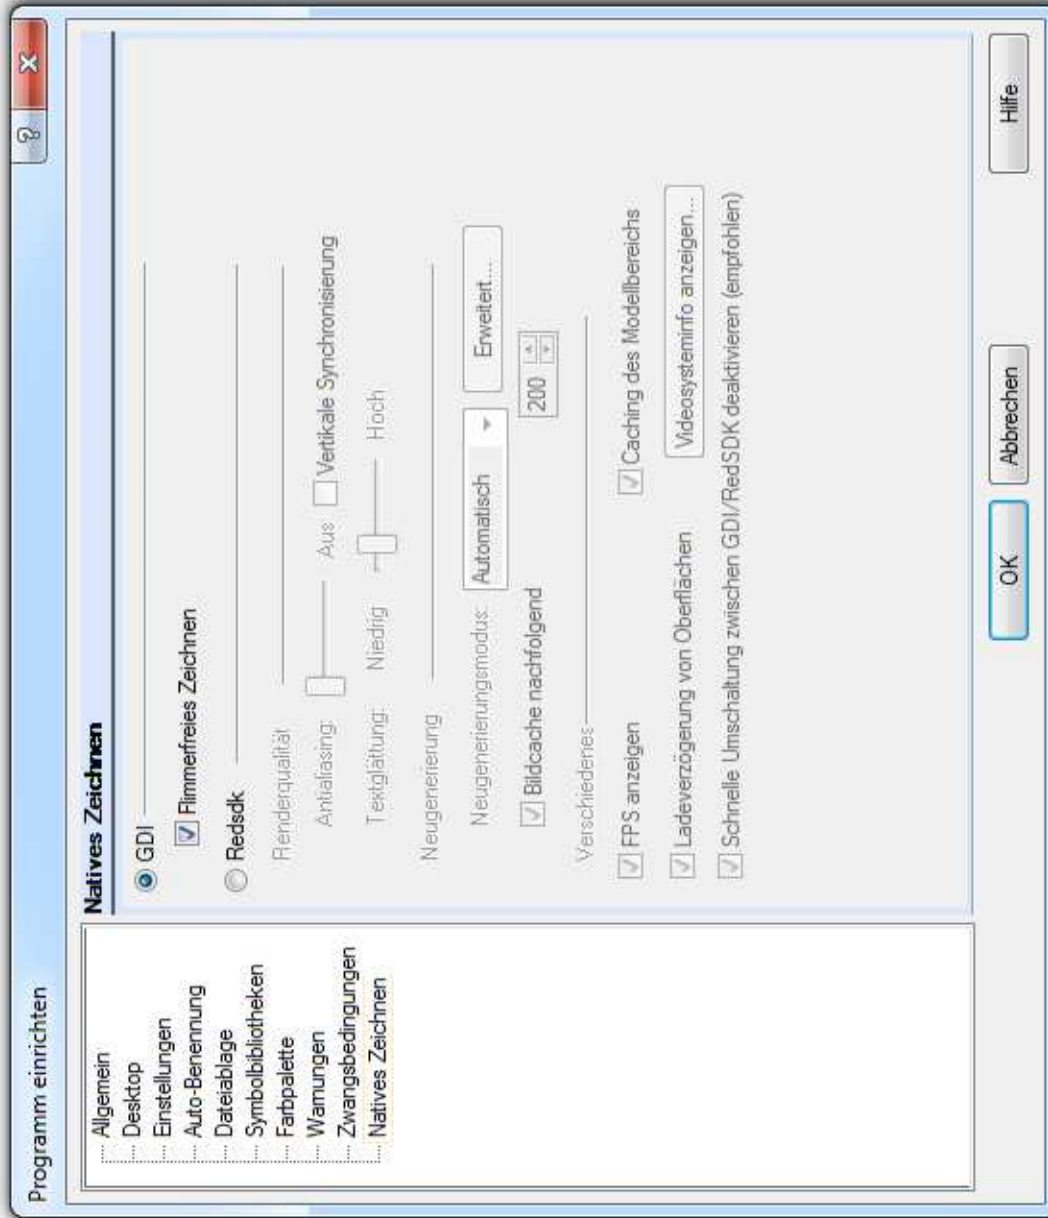 Programm einrichten
Allgemein
Desktop
Einstellungen
Auto-Benennung
Dateiablage
Symbolbibliotheken
Farbpalette
Warnungen
Zwangsbedingungen
Natives Zeichnen
Natives Zeichnen
GDI
Flimmerfreies Zeichnen
Redsdk
Renderqualität
Antialiasing: Aus Vertikale Synchronisierung
Textglättung: Niedrig Hoch
Neugenerierung
Neugenerierungsmodus: Automatisch Erweitert...
Bildcache nachfolgend 200
Verschiedenes
FPS anzeigen Caching des Modellbereichs
Ladeverzögerung von Oberflächen Videosysteminfo anzeigen...
Schnelle Umschaltung zwischen GDI/RedSDK deaktivieren (empfohlen)
OK Abbrechen Hilfe